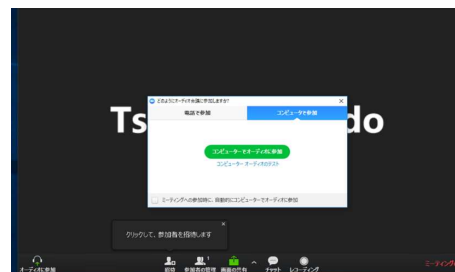 どのようにオーディオ会議に参加しますか?
電話で参加
コンピュータで参加
Ts
do
コンピューターでオーディオに参加
コンピューター オーディオのテスト
ミーティングへの参加時に、自動的にコンピューターでオーディオに参加
クリックして、参加者を招待します
1
オーディオに参加
招待
参加者の管理
画面の共有
チャット
レコーディング
ミーティング